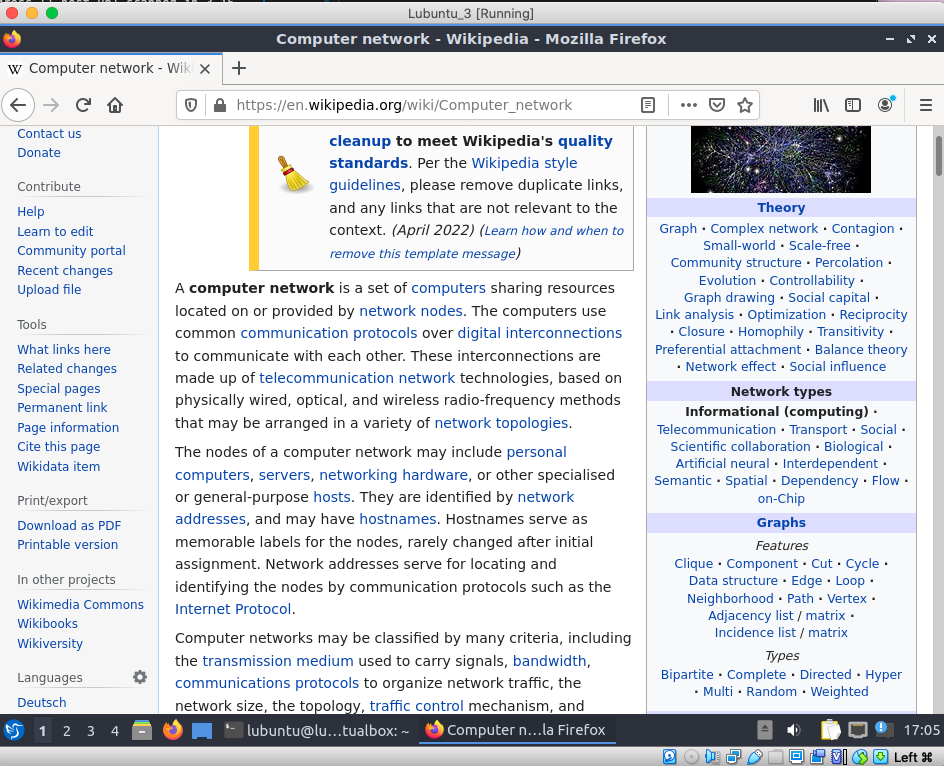 Lubuntu_3 [Running]
Computer network - Wikipedia - Mozilla Firefox
W Computer network - Wiki
https://en.wikipedia.org/wiki/Computer_network
Contact us
Donate
Contribute
Help
Learn to edit
Community portal
Recent changes
Upload file
Tools
What links here
Related changes
Special pages
Permanent link
Page information
Cite this page
Wikidata item
Print/export
Download as PDF
Printable version
In other projects
Wikimedia Commons
Wikibooks
Wikiversity
Languages
Deutsch
cleanup to meet Wikipedia's quality
standards. Per the Wikipedia style
guidelines, please remove duplicate links,
and any links that are not relevant to the
context. (April 2022) (Learn how and when to
remove this template message)
A computer network is a set of computers sharing resources
located on or provided by network nodes. The computers use
common communication protocols over digital interconnections
to communicate with each other. These interconnections are
made up of telecommunication network technologies, based on
physically wired, optical, and wireless radio-frequency methods
that may be arranged in a variety of network topologies.
The nodes of a computer network may include personal
computers, servers, networking hardware, or other specialised
or general-purpose hosts. They are identified by network
addresses, and may have hostnames. Hostnames serve as
memorable labels for the nodes, rarely changed after initial
assignment. Network addresses serve for locating and
identifying the nodes by communication protocols such as the
Internet Protocol.
Computer networks may be classified by many criteria, including
the transmission medium used to carry signals, bandwidth,
communications protocols to organize network traffic, the
network size, the topology, traffic control mechanism, and
Theory
Graph · Complex network · Contagion ·
Small-world · Scale-free ·
Community structure · Percolation ·
Evolution · Controllability ·
Graph drawing · Social capital ·
Link analysis · Optimization · Reciprocity
· Closure · Homophily · Transitivity ·
Preferential attachment · Balance theory
· Network effect · Social influence
Network types
Informational (computing) ·
Telecommunication · Transport · Social ·
Scientific collaboration · Biological ·
Artificial neural · Interdependent ·
Semantic · Spatial · Dependency · Flow ·
on-Chip
Graphs
Features
Clique · Component · Cut · Cycle ·
Data structure · Edge · Loop ·
Neighborhood · Path · Vertex ·
Adjacency list / matrix ·
Incidence list / matrix
Types
Bipartite · Complete · Directed · Hyper
· Multi · Random · Weighted
1 2 3 4 lubuntu@lu...tualbox: ~ Computer n...la Firefox 17:05
Left ⌘